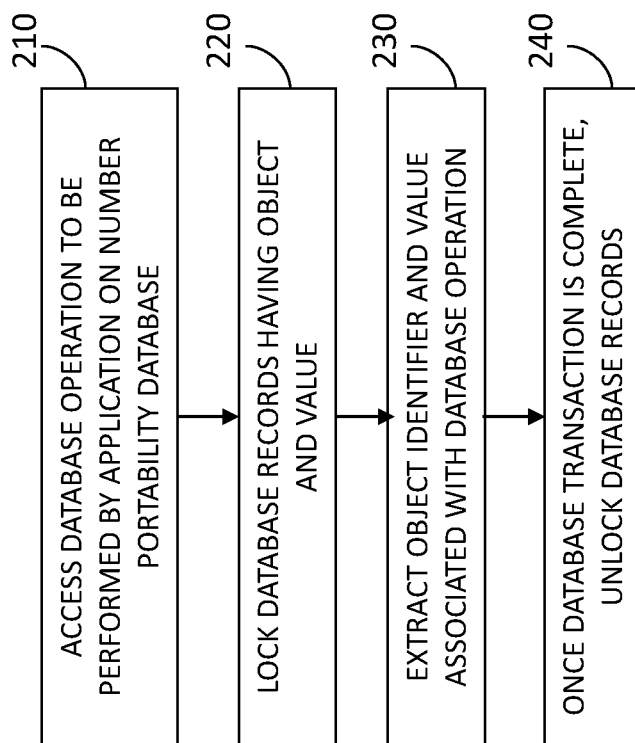 210
ACCESS DATABASE OPERATION TO BE
PERFORMED BY APPLICATION ON NUMBER
PORTABILITY DATABASE
220
LOCK DATABASE RECORDS HAVING OBJECT
AND VALUE
230
EXTRACT OBJECT IDENTIFIER AND VALUE
ASSOCIATED WITH DATABASE OPERATION
240
ONCE DATABASE TRANSACTION IS COMPLETE,
UNLOCK DATABASE RECORDS